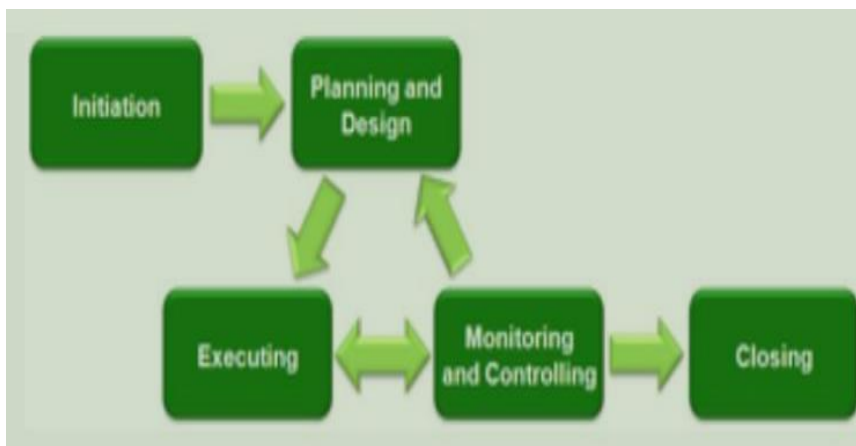 Initiation
Planning and
Design
Executing
Monitoring
and Controlling
Closing